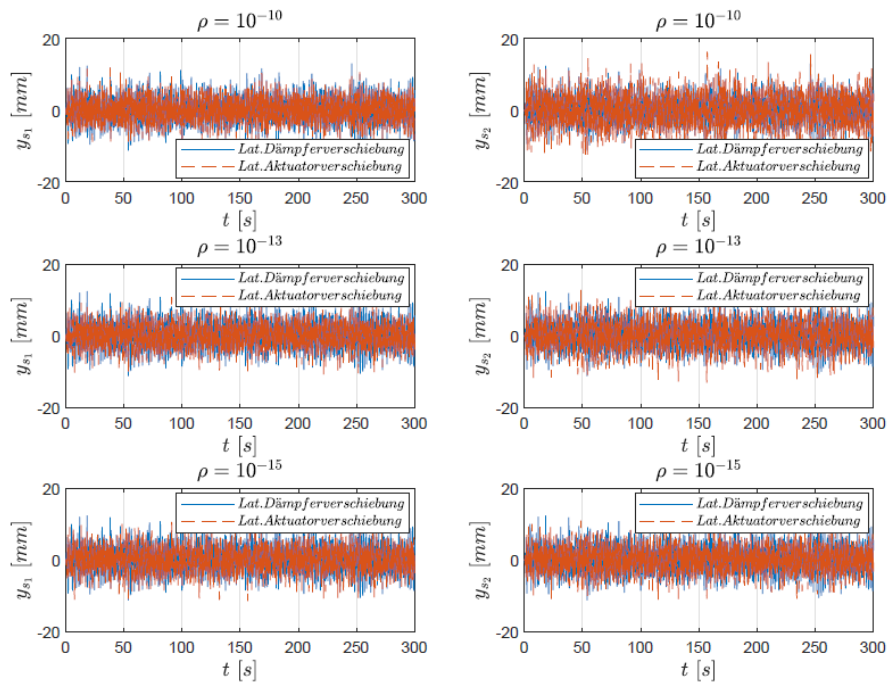 ρ = 10⁻¹⁰
20
0
-20
y_{s_1} [mm]
Lat.Dämpferverschiebung
Lat.Aktuatorverschiebung
0 50 100 150 200 250 300
t [s]
ρ = 10⁻¹⁰
20
0
-20
y_{s_2} [mm]
Lat.Dämpferverschiebung
Lat.Aktuatorverschiebung
0 50 100 150 200 250 300
t [s]
ρ = 10⁻¹³
20
0
-20
y_{s_1} [mm]
Lat.Dämpferverschiebung
Lat.Aktuatorverschiebung
0 50 100 150 200 250 300
t [s]
ρ = 10⁻¹³
20
0
-20
y_{s_2} [mm]
Lat.Dämpferverschiebung
Lat.Aktuatorverschiebung
0 50 100 150 200 250 300
t [s]
ρ = 10⁻¹⁵
20
0
-20
y_{s_1} [mm]
Lat.Dämpferverschiebung
Lat.Aktuatorverschiebung
0 50 100 150 200 250 300
t [s]
ρ = 10⁻¹⁵
20
0
-20
y_{s_2} [mm]
Lat.Dämpferverschiebung
Lat.Aktuatorverschiebung
0 50 100 150 200 250 300
t [s]